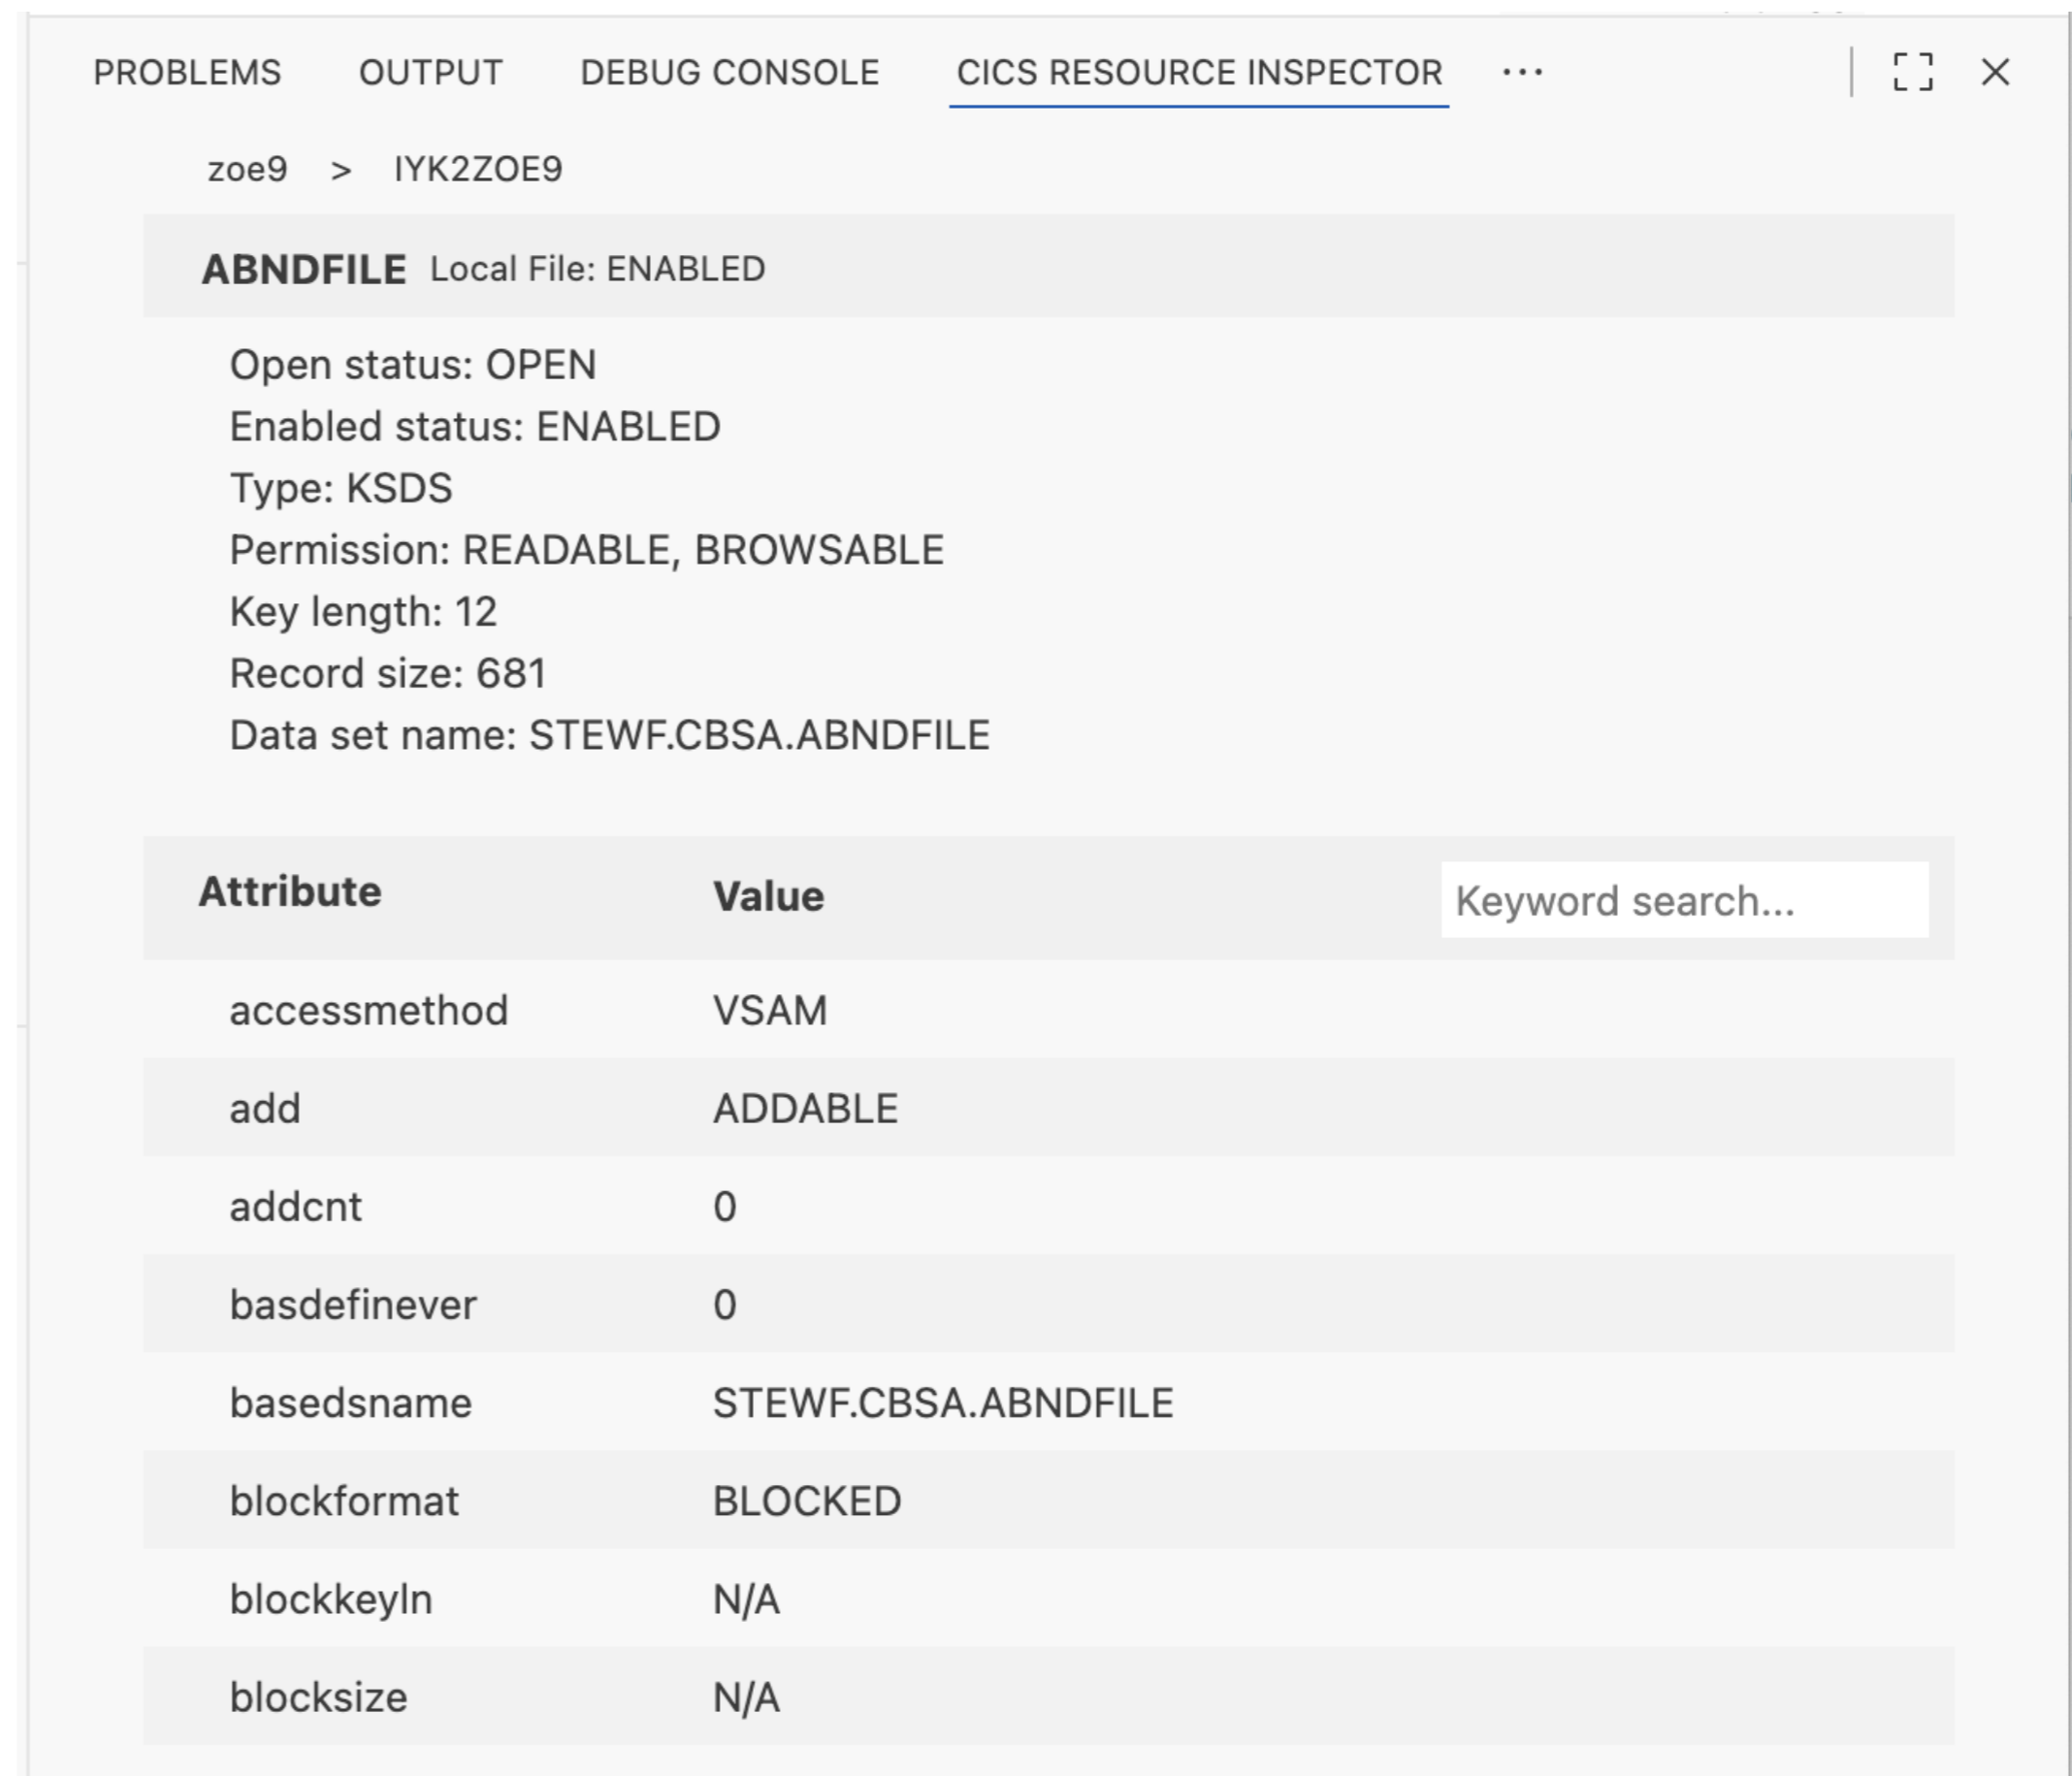 PROBLEMS OUTPUT DEBUG CONSOLE CICS RESOURCE INSPECTOR ···
zoe9 > IYK2ZOE9
ABNDFILE Local File: ENABLED
Open status: OPEN
Enabled status: ENABLED
Type: KSDS
Permission: READABLE, BROWSABLE
Key length: 12
Record size: 681
Data set name: STEWF.CBSA.ABNDFILE
Attribute Value Keyword search...
accessmethod VSAM
add ADDABLE
addcnt 0
basdefinever 0
basedsname STEWF.CBSA.ABNDFILE
blockformat BLOCKED
blockkeyln N/A
blocksize N/A